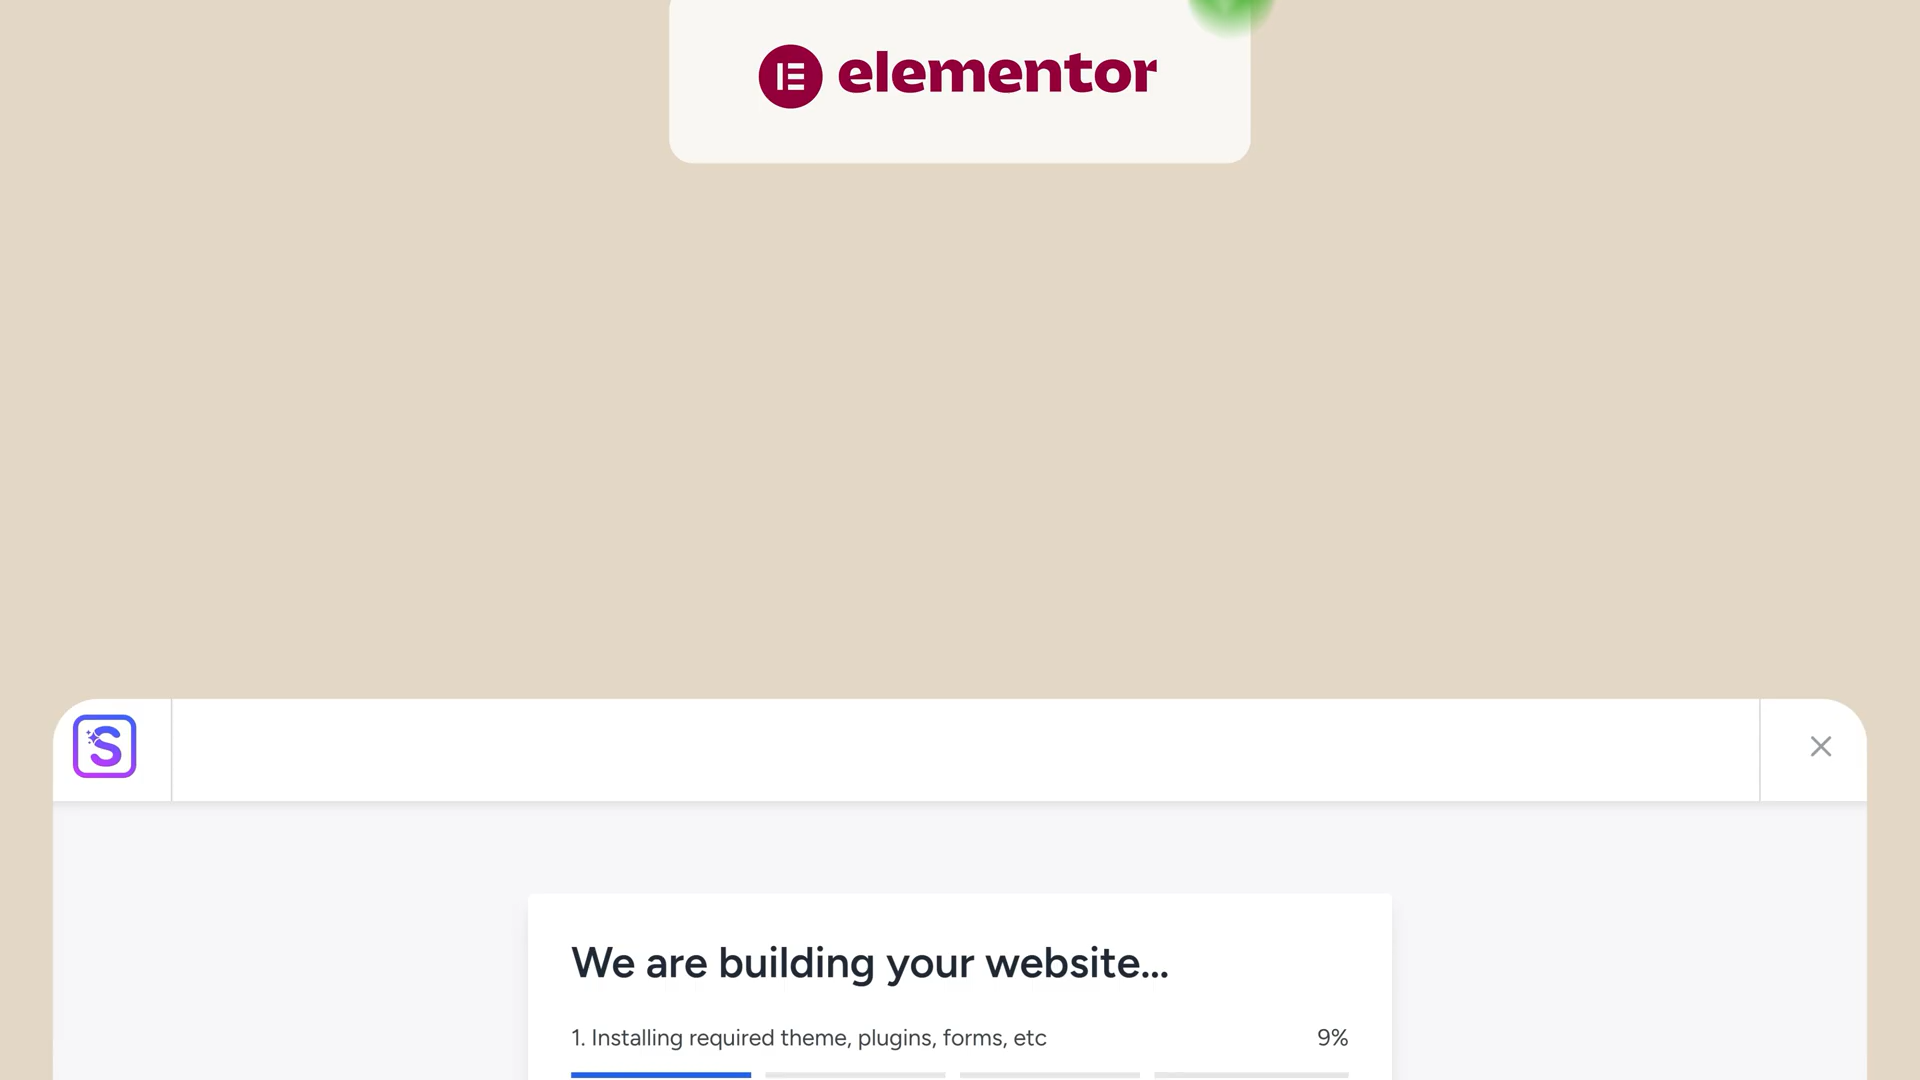 elementor
S
We are building your website...
1. Installing required theme, plugins, forms, etc 9%